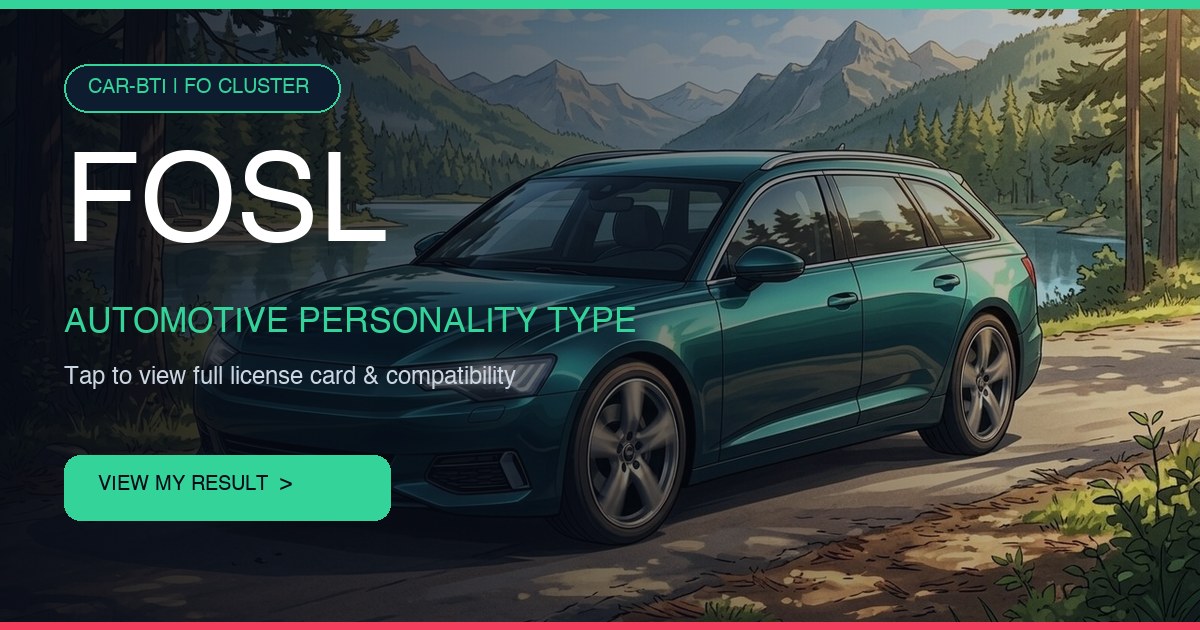 CAR-BTI | FO CLUSTER
FOSL
AUTOMOTIVE PERSONALITY TYPE
Tap to view full license card & compatibility
VIEW MY RESULT >